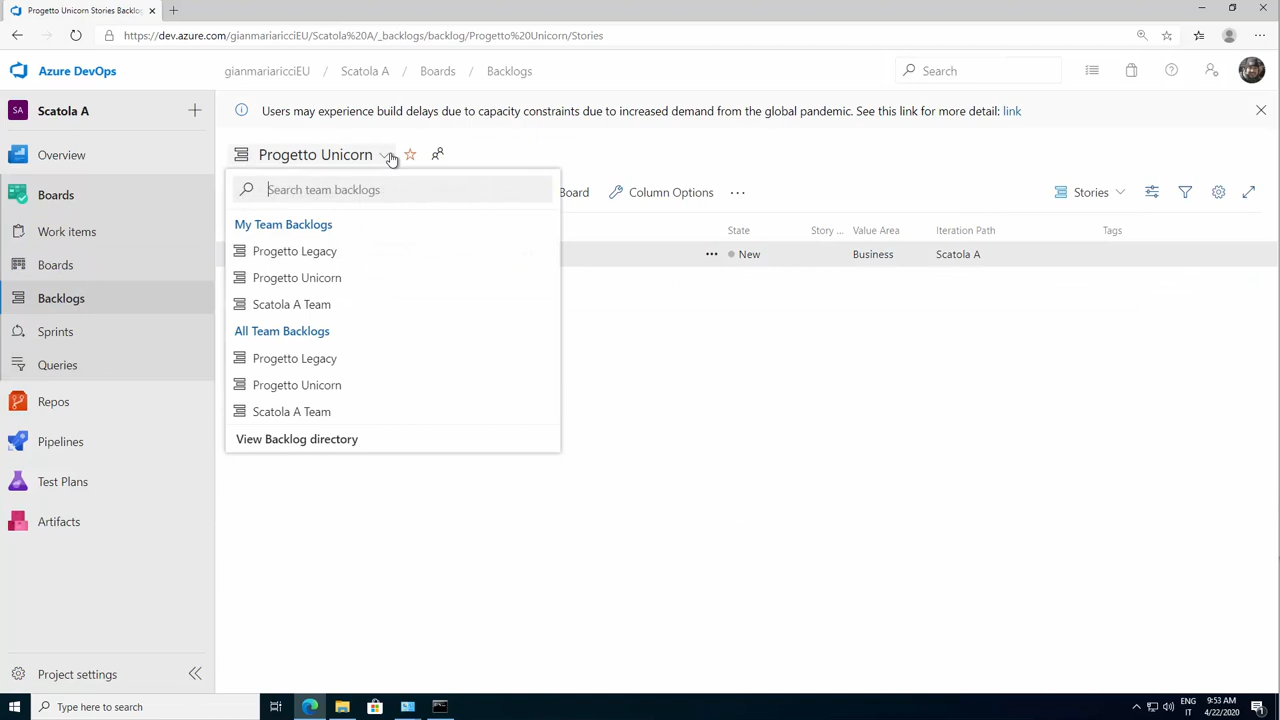 Progetto Unicorn Stories Backlog
https://dev.azure.com/gianmariaricciEU/Scatola%20A/_backlogs/backlog/Progetto%20Unicorn/Stories
Azure DevOps
gianmariaricciEU / Scatola A / Boards / Backlogs
Search
SA Scatola A
Users may experience build delays due to capacity constraints due to increased demand from the global pandemic. See this link for more detail: link
Overview
Boards
Work items
Boards
Backlogs
Sprints
Queries
Repos
Pipelines
Test Plans
Artifacts
Project settings
Progetto Unicorn
Search team backlogs
My Team Backlogs
Progetto Legacy
Progetto Unicorn
Scatola A Team
All Team Backlogs
Progetto Legacy
Progetto Unicorn
Scatola A Team
View Backlog directory
Board Column Options ... Stories
State Story ... Value Area Iteration Path Tags
... New Business Scatola A
Type here to search
ENG
IT
9:53 AM
4/22/2020
1